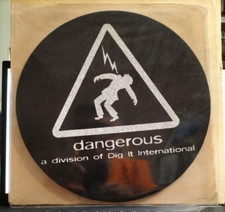 dangerous
a division of Dig It International